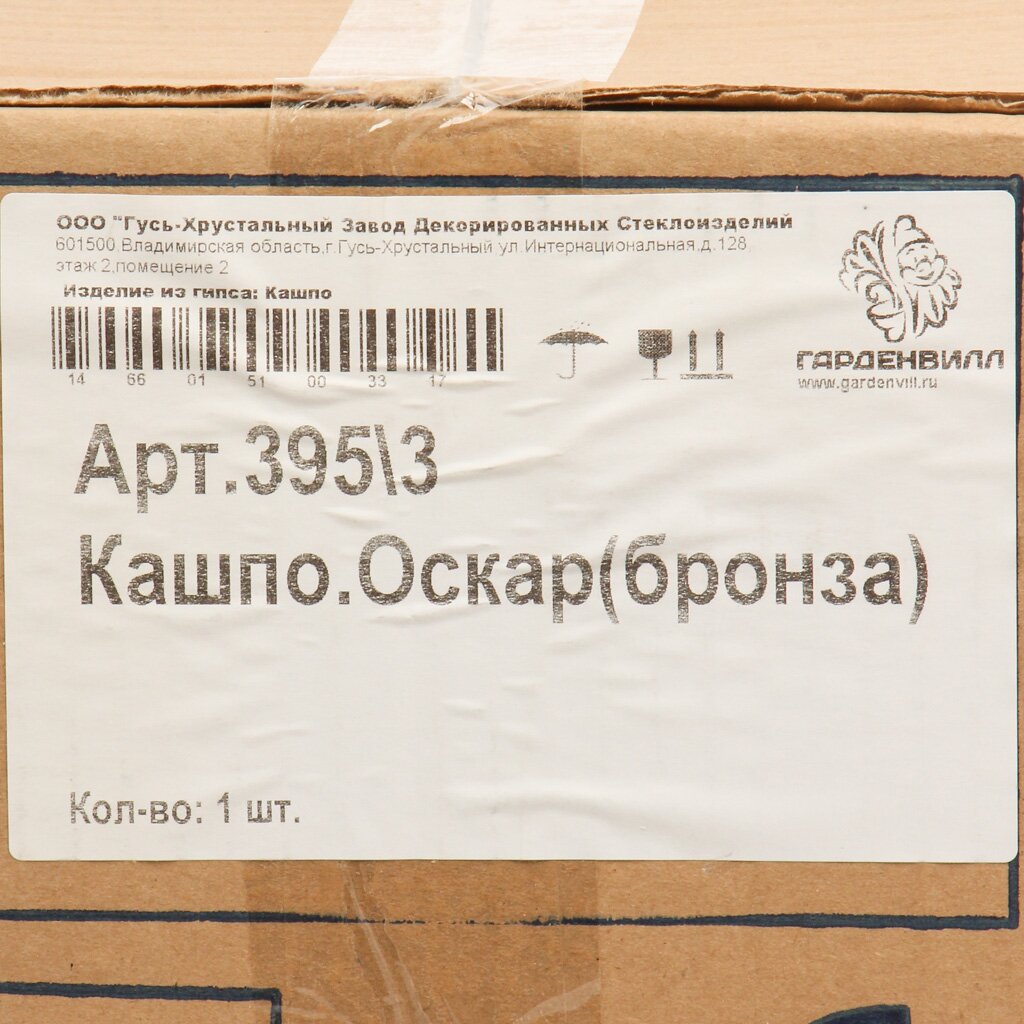 ООО "Гусь-Хрустальный Завод Декорированных Стеклоизделий
601500,Владимирская область,г.Гусь-Хрустальный ул.Интернациональная,д.128,
этаж 2,помещение 2
Изделие из гипса: Кашпо
14 66 01 51 00 33 17
ГАРДЕНВИЛЛ
www.gardenvill.ru
Арт.395\3
Кашпо.Оскар(бронза)
Кол-во: 1 шт.